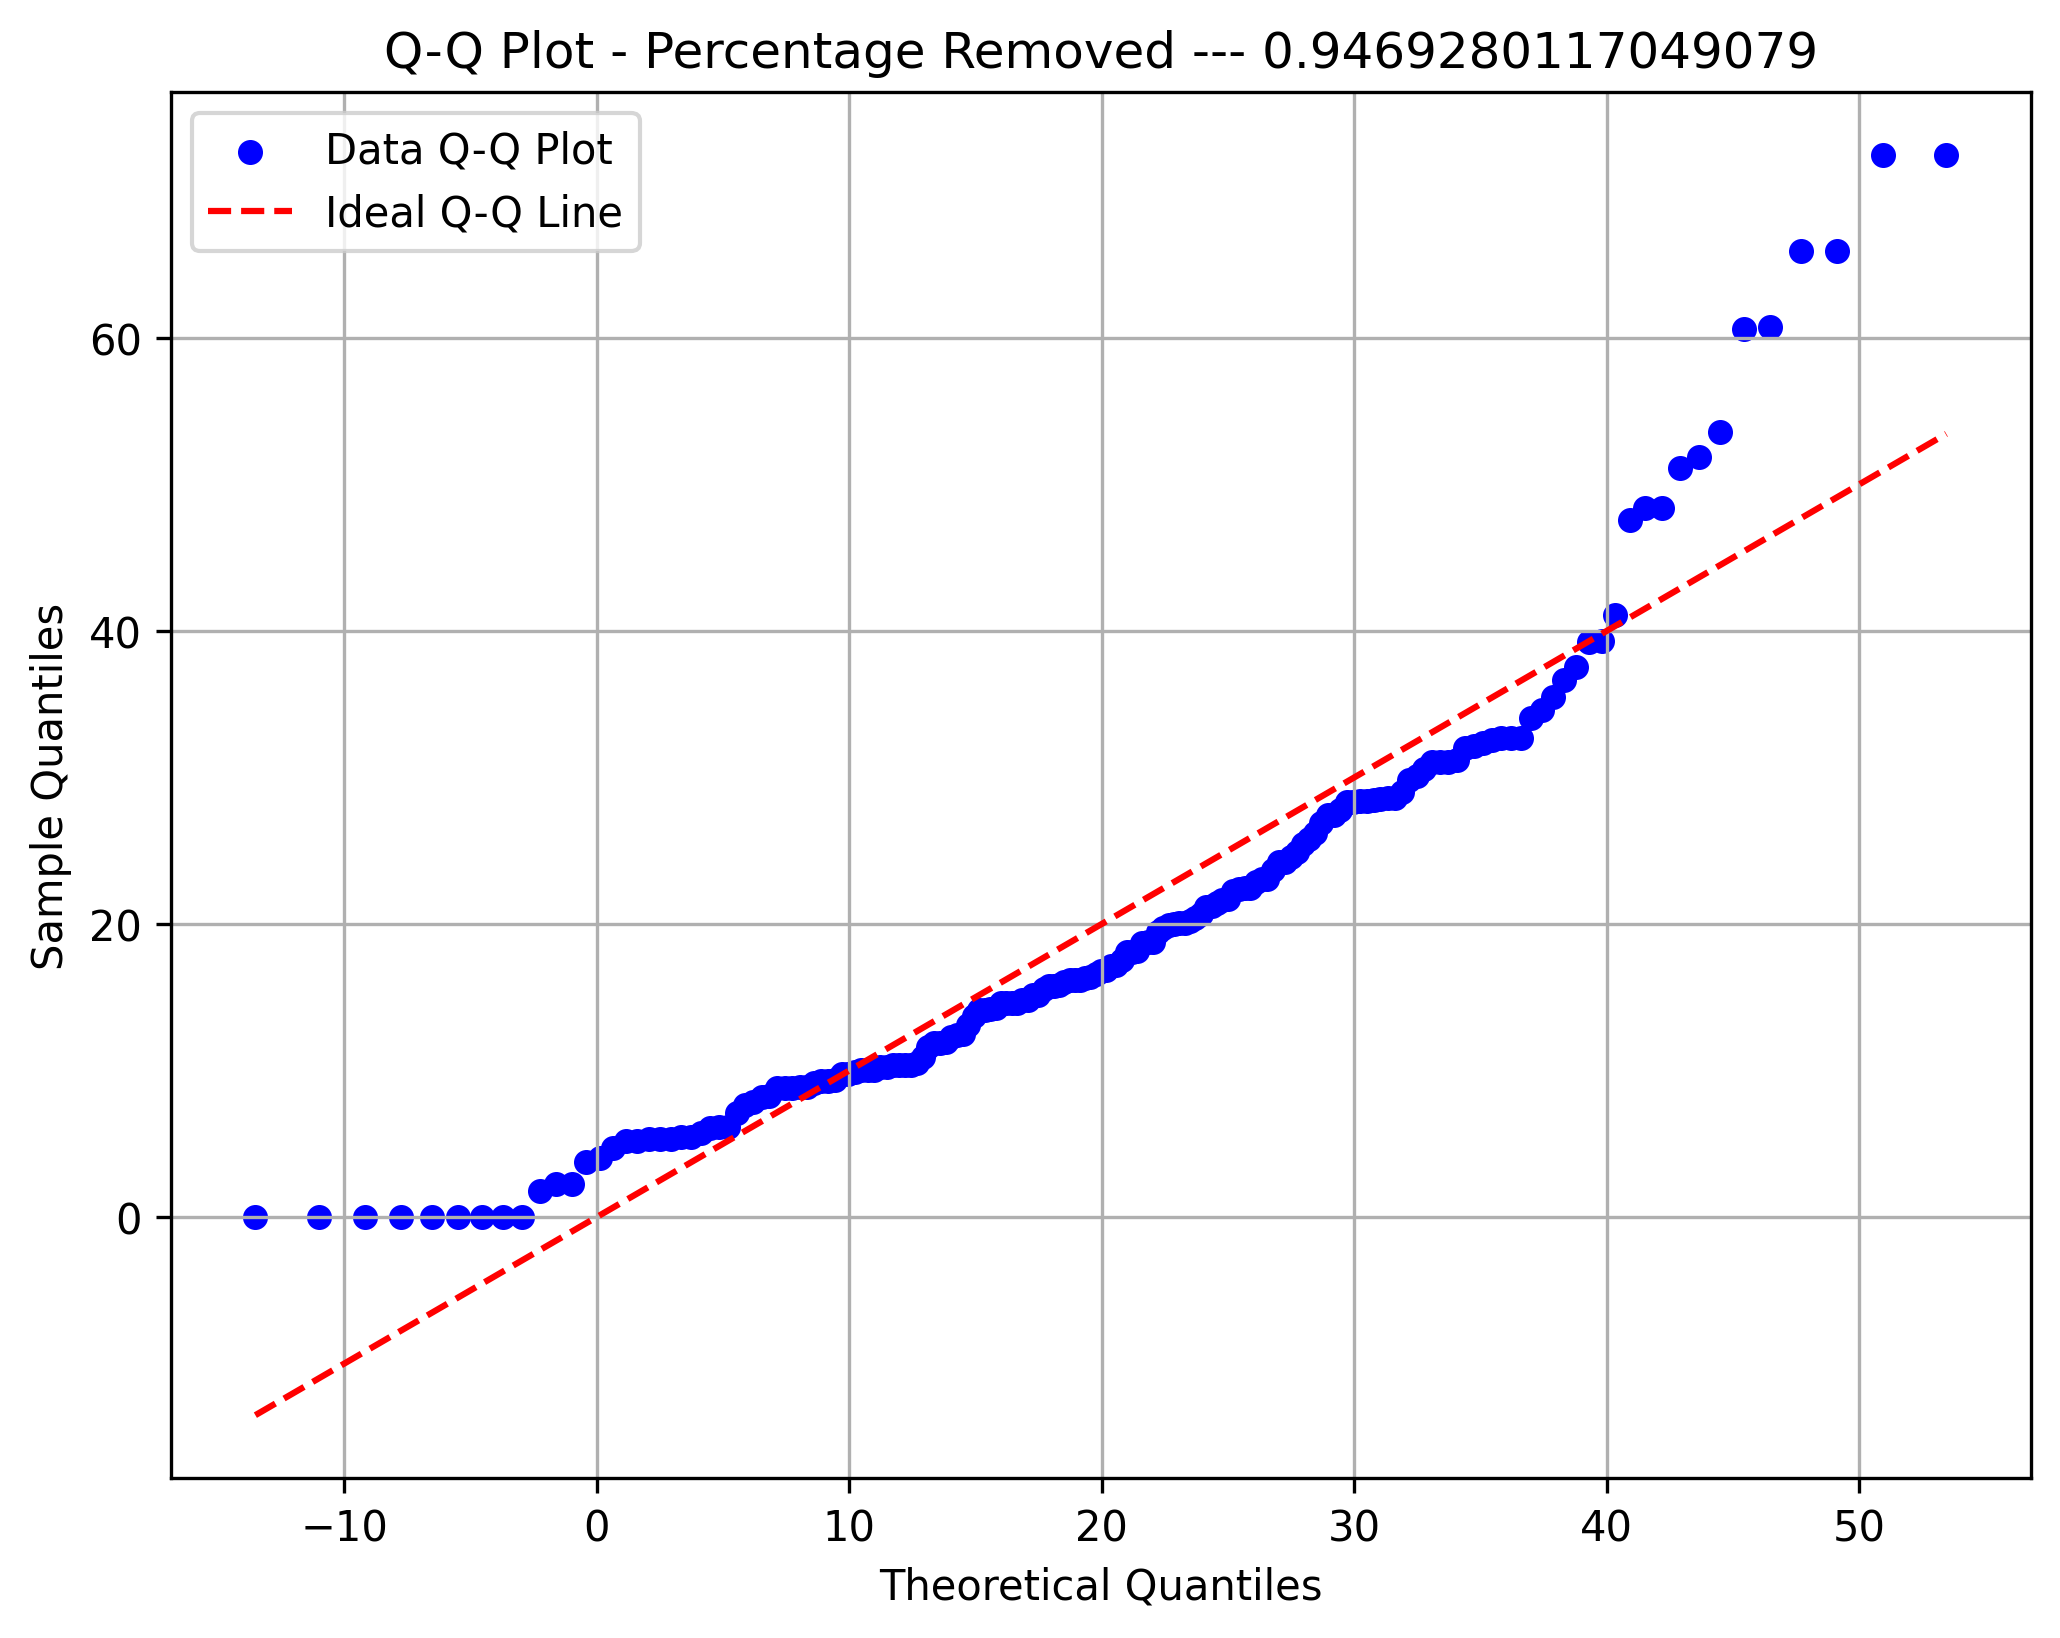 Q-Q Plot - Percentage Removed --- 0.9469280117049079
Data Q-Q Plot
Ideal Q-Q Line
60
40
20
0
Sample Quantiles
−10 0 10 20 30 40 50
Theoretical Quantiles